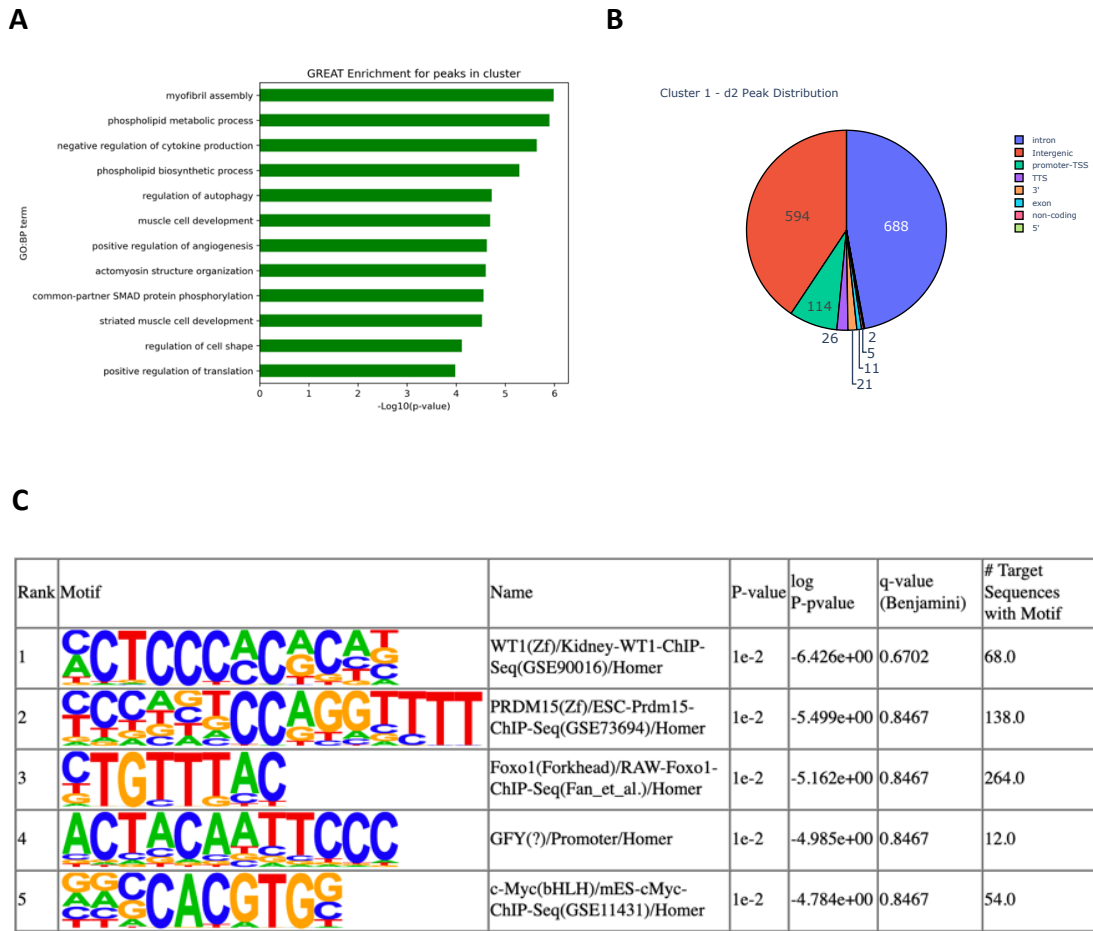 A
B
GREAT Enrichment for peaks in cluster
GO:BP term
myofibril assembly
phospholipid metabolic process
negative regulation of cytokine production
phospholipid biosynthetic process
regulation of autophagy
muscle cell development
positive regulation of angiogenesis
actomyosin structure organization
common-partner SMAD protein phosphorylation
striated muscle cell development
regulation of cell shape
positive regulation of translation
0 1 2 3 4 5 6
-Log10(p-value)
Cluster 1 - d2 Peak Distribution
intron
Intergenic
promoter-TSS
TTS
3'
exon
non-coding
5'
594
688
114
26
2
5
11
21
C
Rank Motif Name P-value log P-pvalue q-value (Benjamini) # Target Sequences with Motif
1 CCTCCCACACAT WT1(Zf)/Kidney-WT1-ChIP-Seq(GSE90016)/Homer 1e-2 -6.426e+00 0.6702 68.0
2 CCCAGTCCAGGTTTT PRDM15(Zf)/ESC-Prdm15-ChIP-Seq(GSE73694)/Homer 1e-2 -5.499e+00 0.8467 138.0
3 CTGTTTAC Foxo1(Forkhead)/RAW-Foxo1-ChIP-Seq(Fan_et_al.)/Homer 1e-2 -5.162e+00 0.8467 264.0
4 ACTACAATTCCC GFY(?)/Promoter/Homer 1e-2 -4.985e+00 0.8467 12.0
5 GGCCACGTGG c-Myc(bHLH)/mES-cMyc-ChIP-Seq(GSE11431)/Homer 1e-2 -4.784e+00 0.8467 54.0